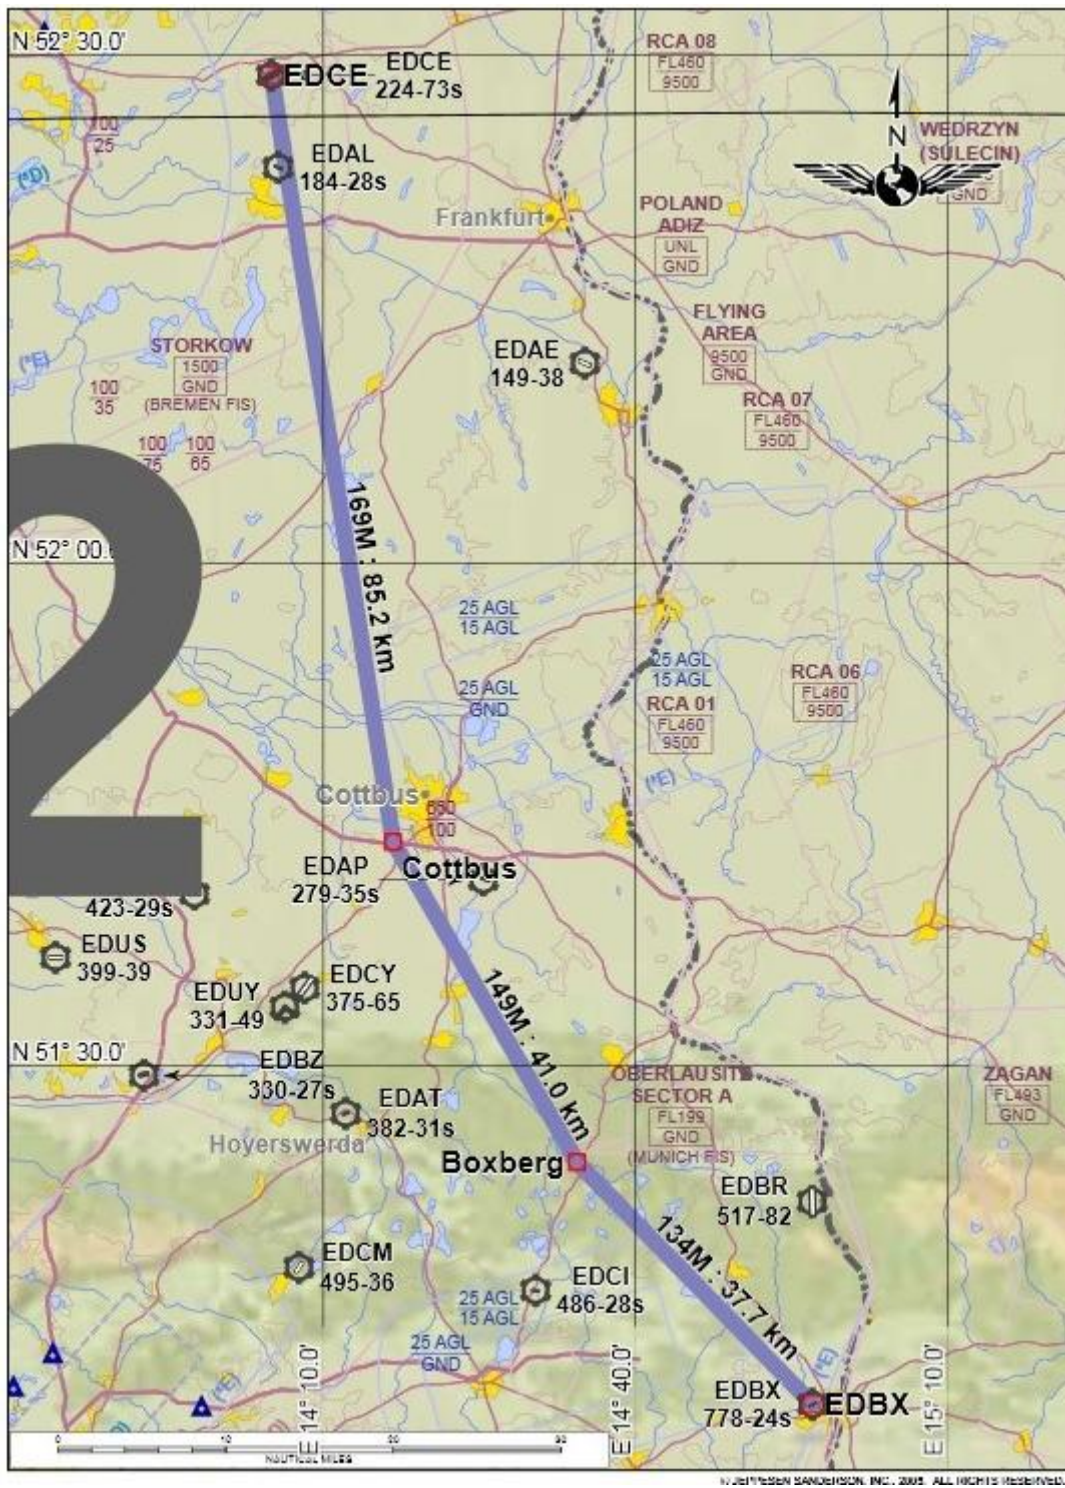 N 52° 30.0'
RCA 08
FL460
9500
EDCE
EDCE
224-73s
N
WEDRZYN
(SULECIN)
GND
100
25
EDAL
184-28s
Frankfurt
POLAND
ADIZ
UNL
GND
FLYING
AREA
9500
GND
STORKOW
1500
GND
(BREMEN FIS)
EDAE
149-38
100
35
RCA 07
FL460
9500
100
75
100
65
2
169M : 85.2 km
N 52° 00.
25 AGL
15 AGL
25 AGL
15 AGL
RCA 06
FL460
9500
25 AGL
GND
RCA 01
FL460
9500
(*E)
Cottbus
100
EDAP
279-35s
Cottbus
423-29s
EDUS
399-39
EDCY
375-65
EDUY
331-49
149M : 41.0 km
N 51° 30.0'
EDBZ
330-27s
OBERLAUSIT
SECTOR A
FL199
GND
(MUNICH FIS)
ZAGAN
FL493
GND
EDAT
382-31s
Hoyerswerda
Boxberg
EDBR
517-82
134M : 37.7 km
EDCM
495-36
EDCI
486-28s
25 AGL
15 AGL
25 AGL
GND
(*E)
(*E)
EDBX
778-24s
EDBX
E 14° 10.0'
E 14° 40.0'
E 15° 10.0'
NAUTICAL MILES
JEPPESEN SANDERSON, INC., ALL RIGHTS RESERVED.